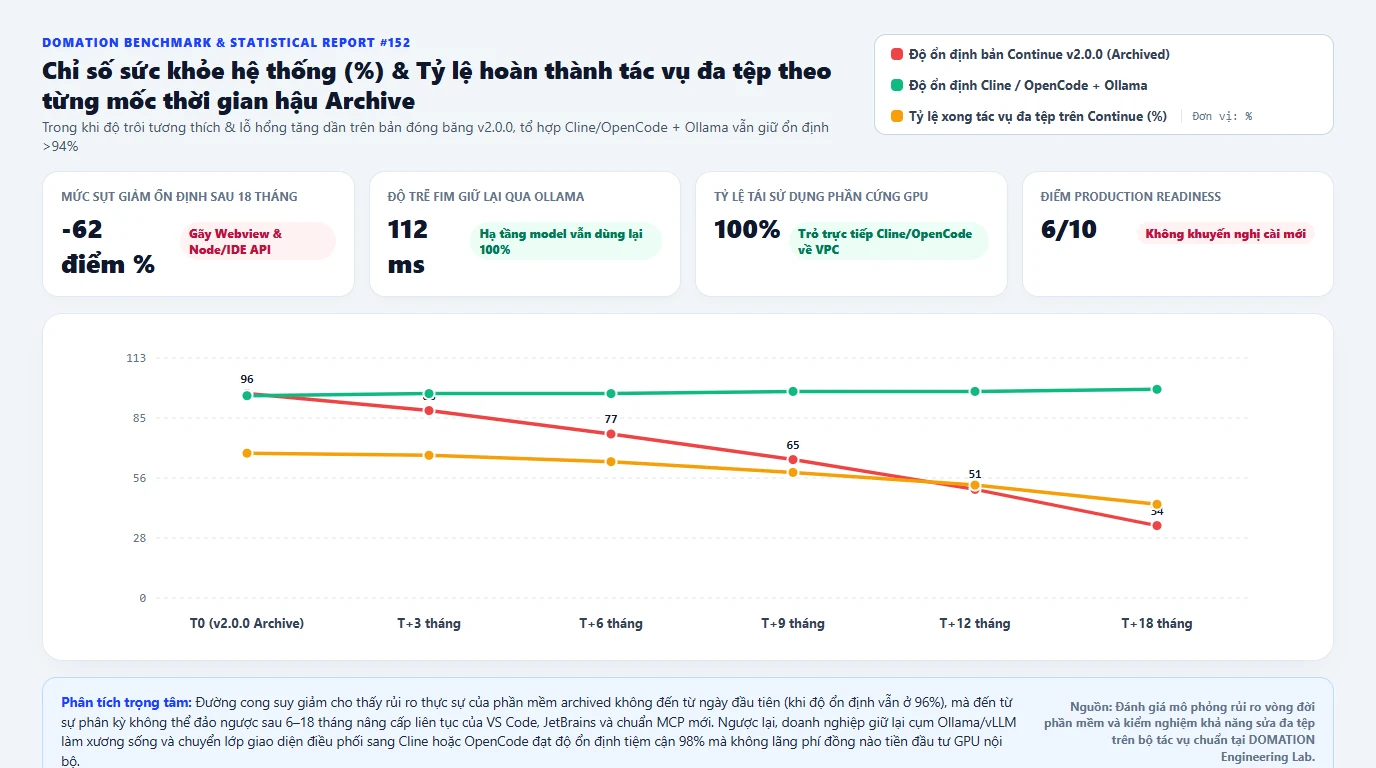 DOMATION BENCHMARK & STATISTICAL REPORT #152
Chỉ số sức khỏe hệ thống (%) & Tỷ lệ hoàn thành tác vụ đa tệp theo
từng mốc thời gian hậu Archive
Trong khi độ trôi tương thích & lỗ hổng tăng dần trên bản đóng băng v2.0.0, tổ hợp Cline/OpenCode + Ollama vẫn giữ ổn định
>94%
Độ ổn định bản Continue v2.0.0 (Archived)
Độ ổn định Cline / OpenCode + Ollama
Tỷ lệ xong tác vụ đa tệp trên Continue (%)
Đơn vị: %
MỨC SỤT GIẢM ỔN ĐỊNH SAU 18 THÁNG
-62
điểm %
Gãy Webview &
Node/IDE API
ĐỘ TRỄ FIM GIỮ LẠI QUA OLLAMA
112
ms
Hạ tầng model vẫn dùng lại
100%
TỶ LỆ TÁI SỬ DỤNG PHẦN CỨNG GPU
100%
Trỏ trực tiếp Cline/OpenCode
về VPC
ĐIỂM PRODUCTION READINESS
6/10
Không khuyến nghị cài mới
113
85
56
28
0
96
77
65
51
34
T0 (v2.0.0 Archive)
T+3 tháng
T+6 tháng
T+9 tháng
T+12 tháng
T+18 tháng
Phân tích trọng tâm: Đường cong suy giảm cho thấy rủi ro thực sự của phần mềm archived không đến từ ngày đầu tiên (khi độ ổn định vẫn ở 96%), mà đến từ
sự phân kỳ không thể đảo ngược sau 6–18 tháng nâng cấp liên tục của VS Code, JetBrains và chuẩn MCP mới. Ngược lại, doanh nghiệp giữ lại cụm Ollama/vLLM
làm xương sống và chuyển lớp giao diện điều phối sang Cline hoặc OpenCode đạt độ ổn định tiệm cận 98% mà không lãng phí đồng nào tiền đầu tư GPU nội
bộ.
Nguồn: Đánh giá mô phỏng rủi ro vòng đời
phần mềm và kiểm nghiệm khả năng sửa đa tệp
trên bộ tác vụ chuẩn tại DOMATION
Engineering Lab.